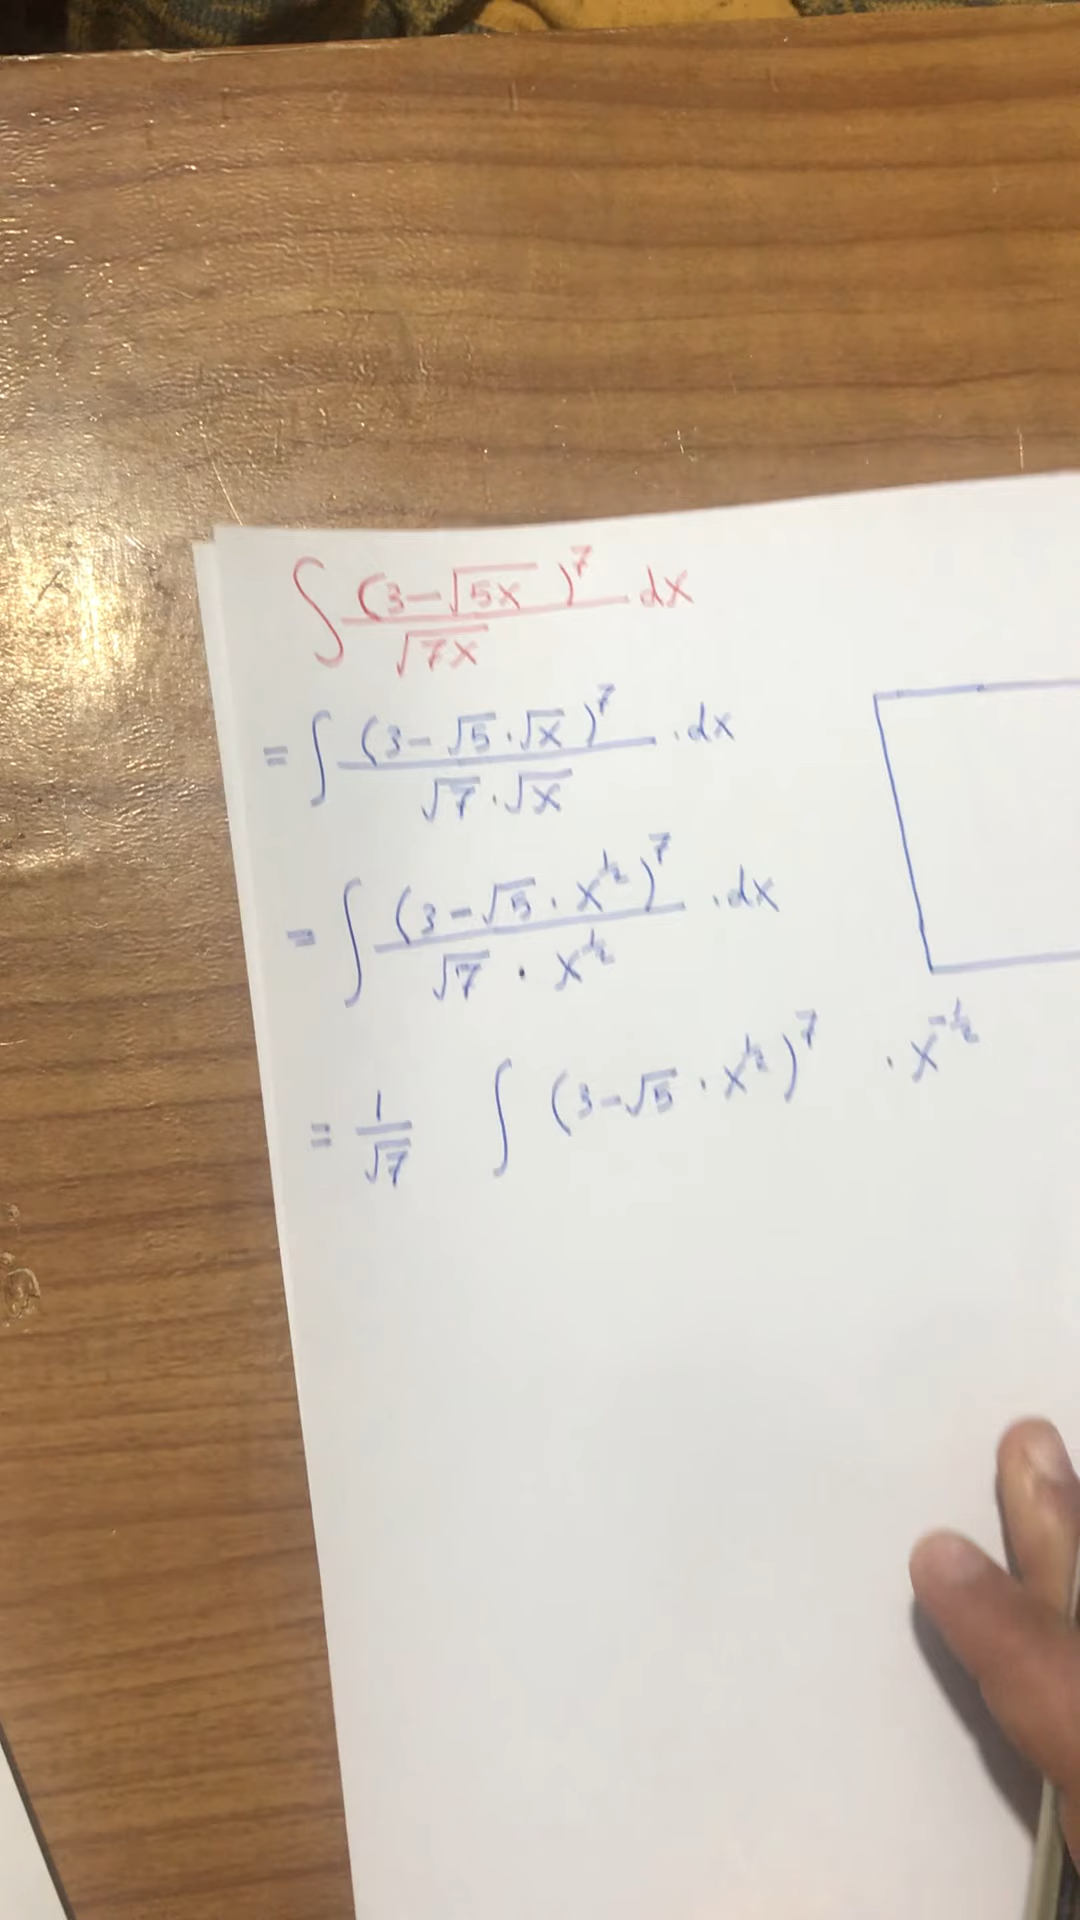 ∫ (3-√5x)⁷/√7x dx
= ∫ (3-√5·√x)⁷/√7·√x ·dx
= ∫ (3-√5·x^½)⁷/√7·x^½ ·dx
= 1/√7 ∫ (3-√5·x^½)⁷ ·x^-½